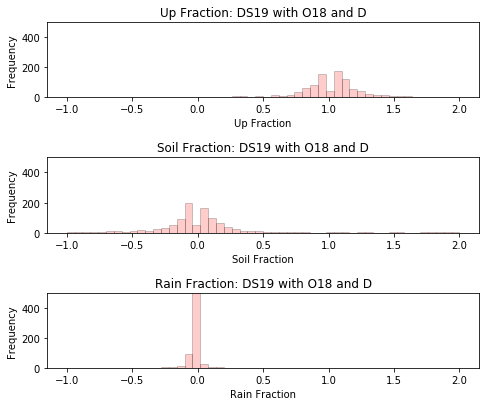 Up Fraction: DS19 with O18 and D
400
200
0
Frequency
−1.0 −0.5 0.0 0.5 1.0 1.5 2.0
Up Fraction
Soil Fraction: DS19 with O18 and D
400
200
0
Frequency
−1.0 −0.5 0.0 0.5 1.0 1.5 2.0
Soil Fraction
Rain Fraction: DS19 with O18 and D
400
200
0
Frequency
−1.0 −0.5 0.0 0.5 1.0 1.5 2.0
Rain Fraction